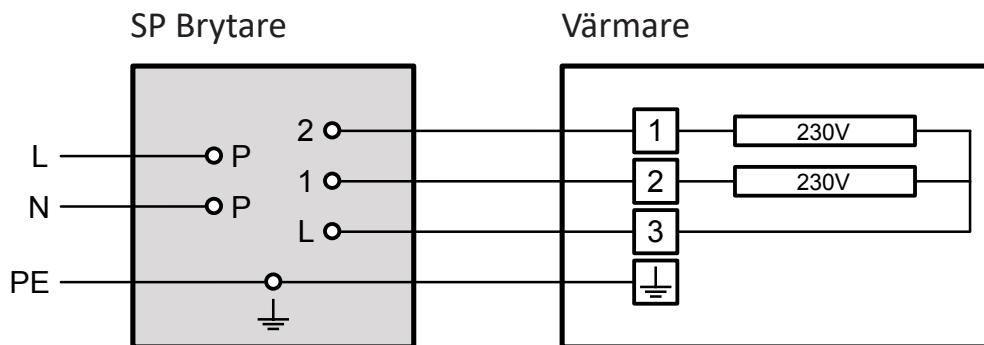 SP Brytare Värmare
2 1 230V
L P
1 2 230V
N P
L 3
PE